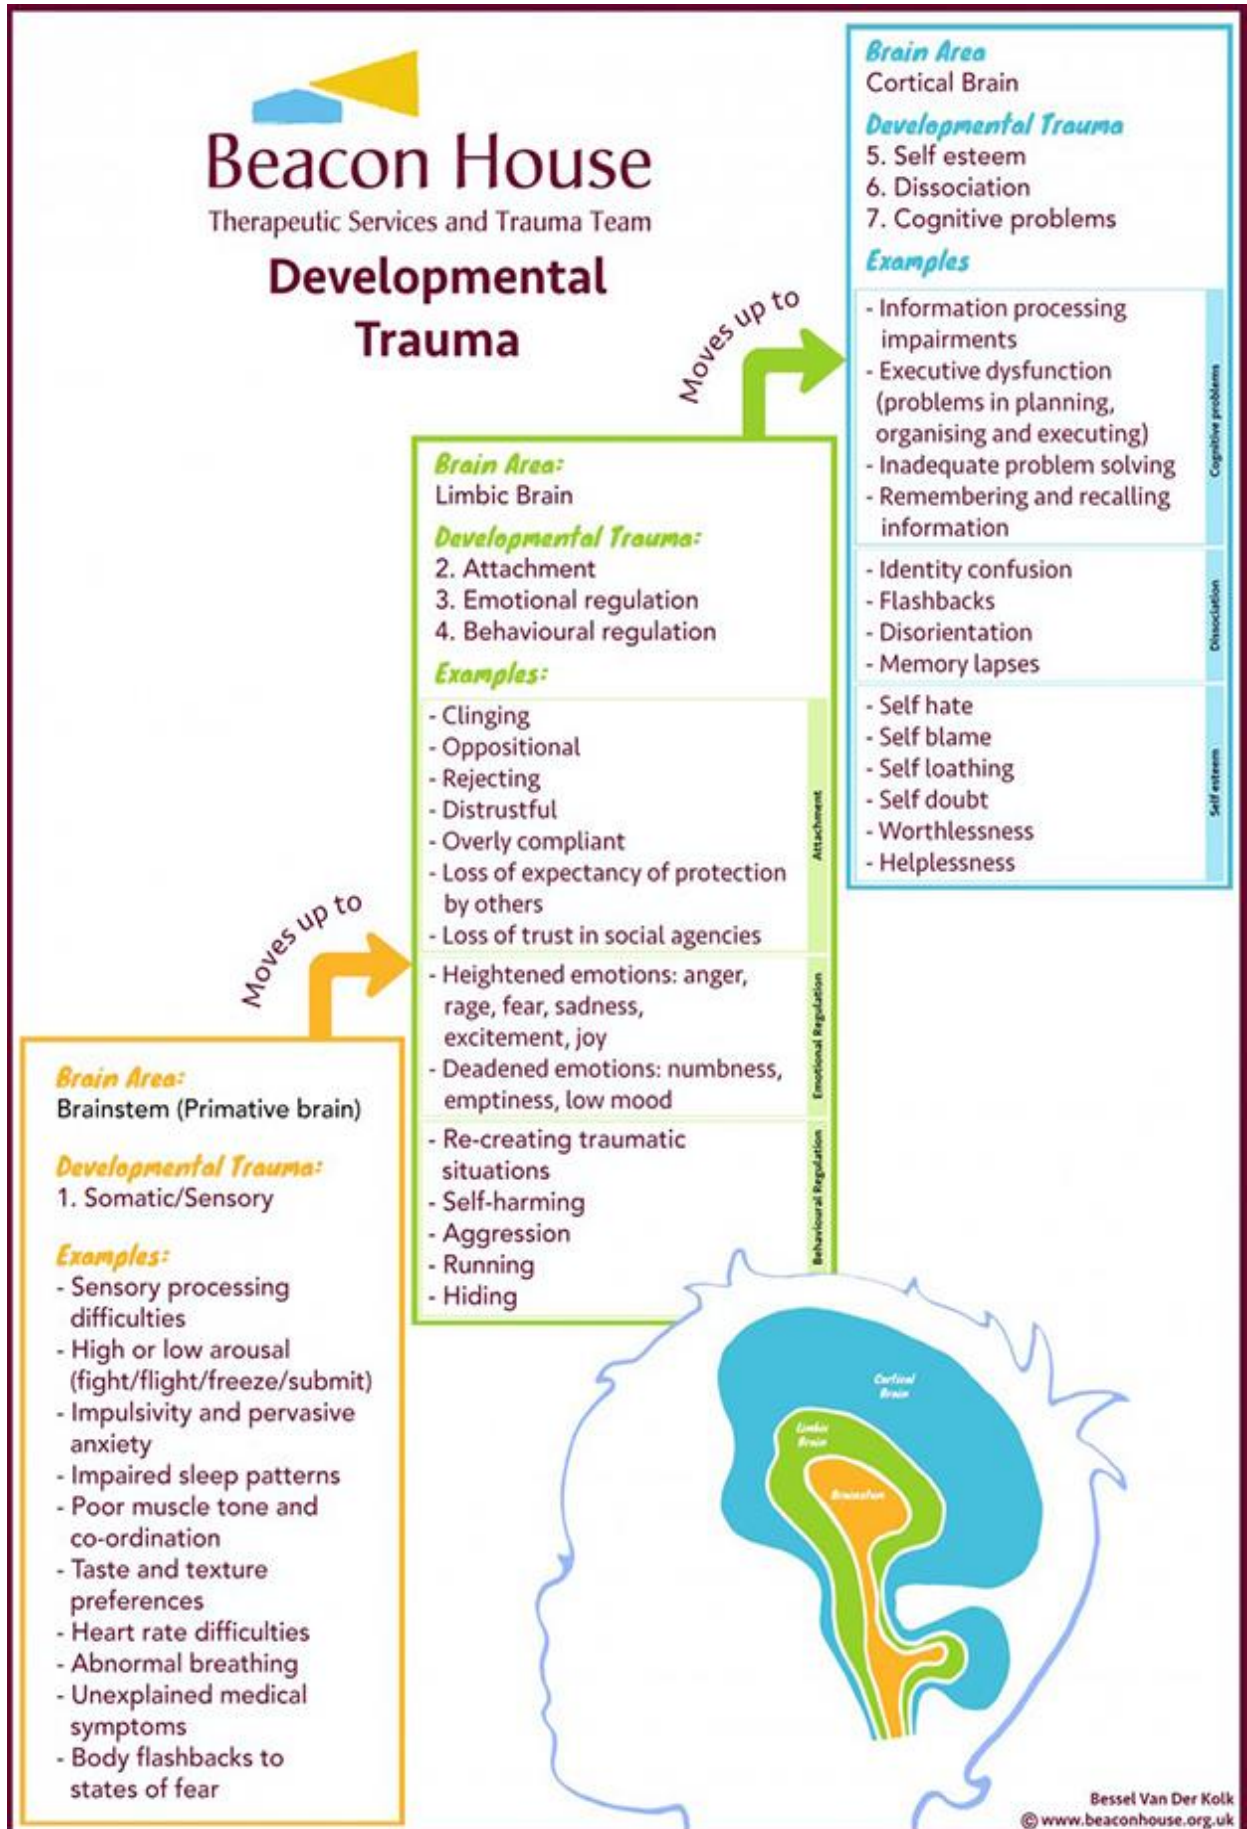 Beacon House
Therapeutic Services and Trauma Team
Developmental
Trauma
Brain Area:
Brainstem (Primative brain)
Developmental Trauma:
1. Somatic/Sensory
Examples:
- Sensory processing
difficulties
- High or low arousal
(fight/flight/freeze/submit)
- Impulsivity and pervasive
anxiety
- Impaired sleep patterns
- Poor muscle tone and
co-ordination
- Taste and texture
preferences
- Heart rate difficulties
- Abnormal breathing
- Unexplained medical
symptoms
- Body flashbacks to
states of fear
Moves up to
Brain Area:
Limbic Brain
Developmental Trauma:
2. Attachment
3. Emotional regulation
4. Behavioural regulation
Examples:
- Clinging
- Oppositional
- Rejecting
- Distrustful
- Overly compliant
- Loss of expectancy of protection
by others
- Loss of trust in social agencies
Attachment
- Heightened emotions: anger,
rage, fear, sadness,
excitement, joy
- Deadened emotions: numbness,
emptiness, low mood
Emotional Regulation
- Re-creating traumatic
situations
- Self-harming
- Aggression
- Running
- Hiding
Behavioural Regulation
Moves up to
Brain Area
Cortical Brain
Developmental Trauma
5. Self esteem
6. Dissociation
7. Cognitive problems
Examples
- Information processing
impairments
- Executive dysfunction
(problems in planning,
organising and executing)
- Inadequate problem solving
- Remembering and recalling
information
Cognitive problems
- Identity confusion
- Flashbacks
- Disorientation
- Memory lapses
Dissociation
- Self hate
- Self blame
- Self loathing
- Self doubt
- Worthlessness
- Helplessness
Self esteem
Cortical
Brain
Limbic
Brain
Brainstem
Bessel Van Der Kolk
© www.beaconhouse.org.uk